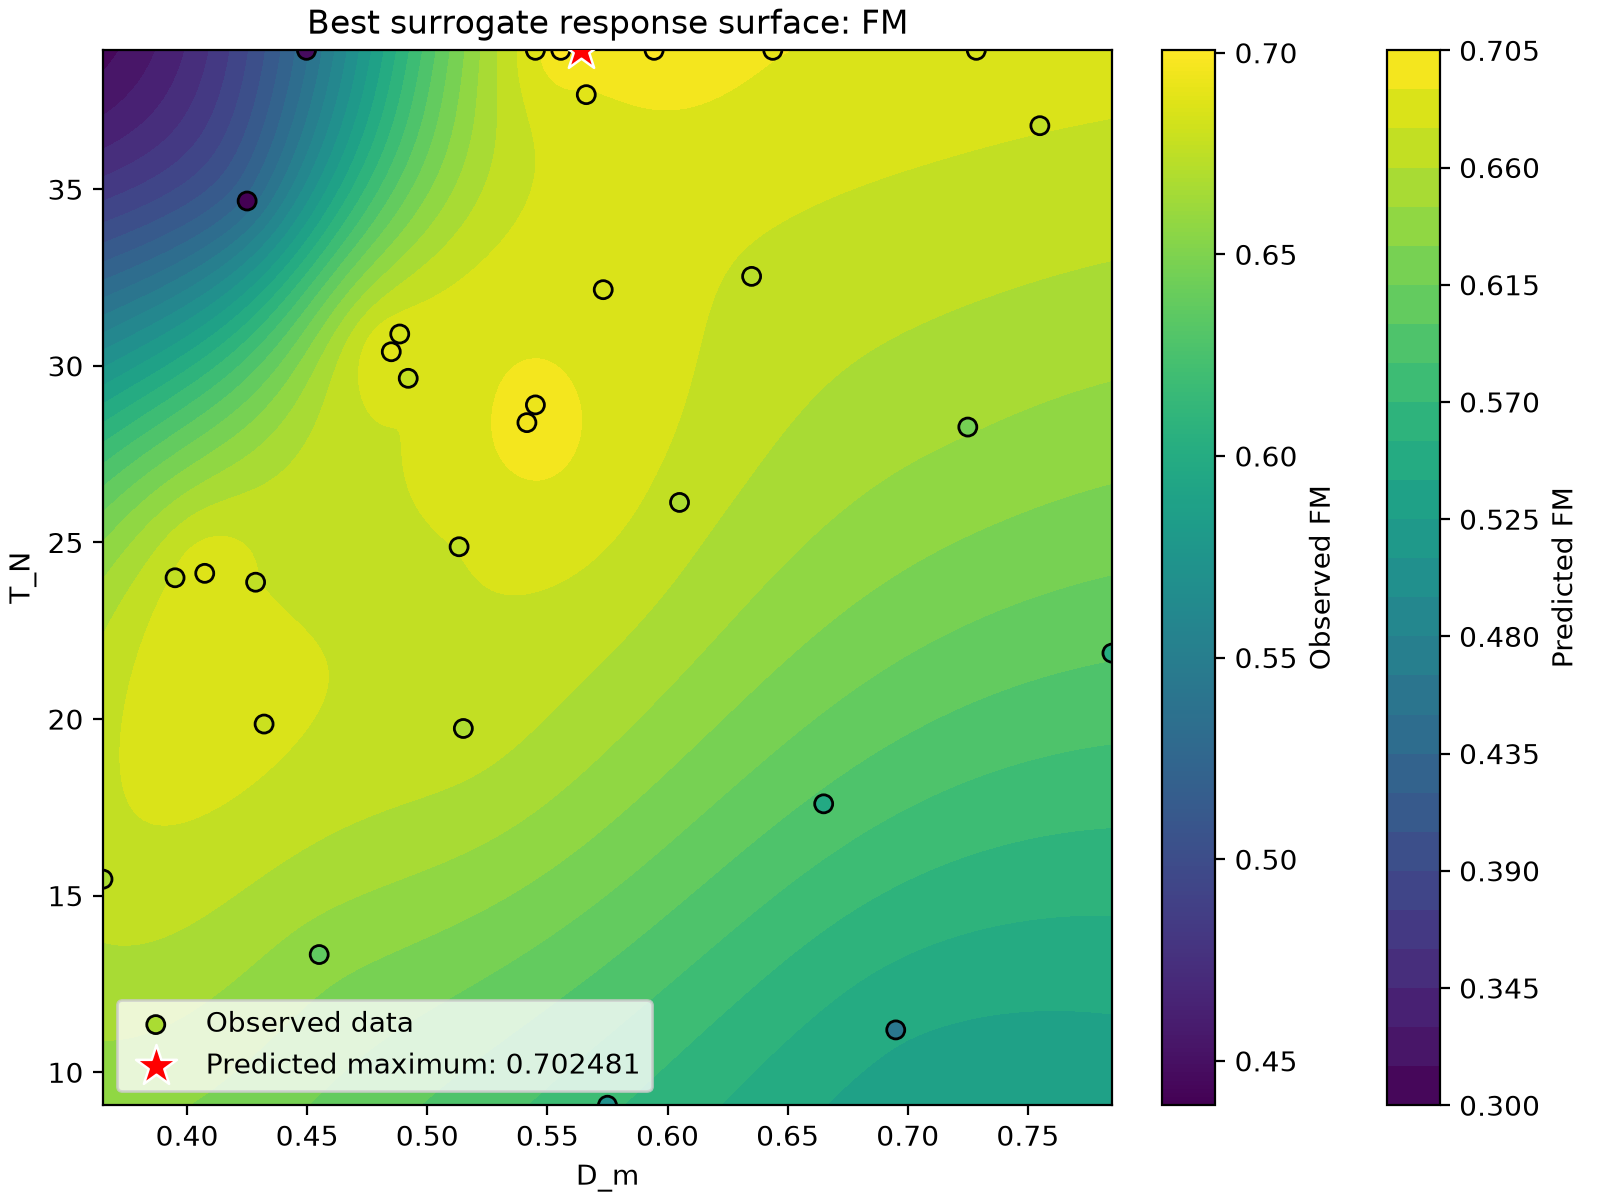 Best surrogate response surface: FM
T_N
35
30
25
20
15
10
Observed data
Predicted maximum: 0.702481
0.40 0.45 0.50 0.55 0.60 0.65 0.70 0.75
D_m
0.70
0.65
0.60
0.55
0.50
0.45
Observed FM
0.705
0.660
0.615
0.570
0.525
0.480
0.435
0.390
0.345
0.300
Predicted FM